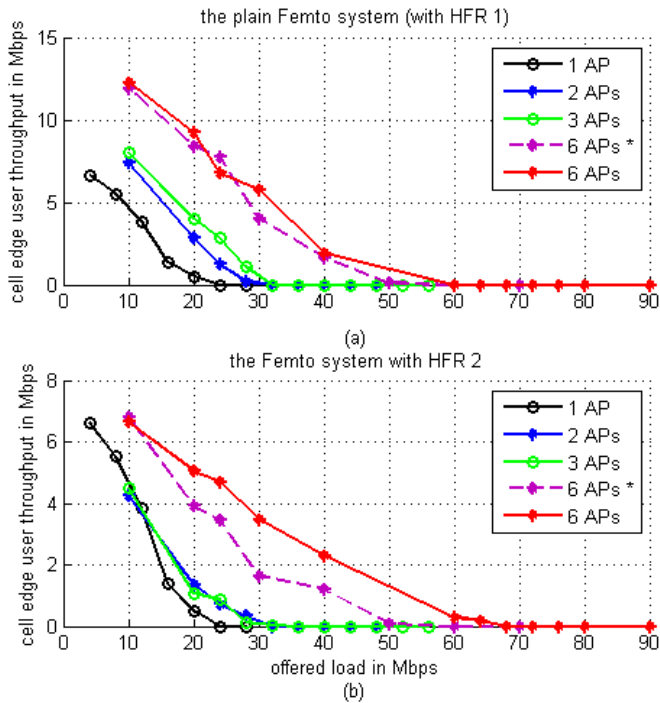 the plain Femto system (with HFR 1)
cell edge user throughput in Mbps
15
10
5
0
0 10 20 30 40 50 60 70 80 90
1 AP
2 APs
3 APs
6 APs *
6 APs
(a)
the Femto system with HFR 2
cell edge user throughput in Mbps
8
6
4
2
0
0 10 20 30 40 50 60 70 80 90
1 AP
2 APs
3 APs
6 APs *
6 APs
offered load in Mbps
(b)